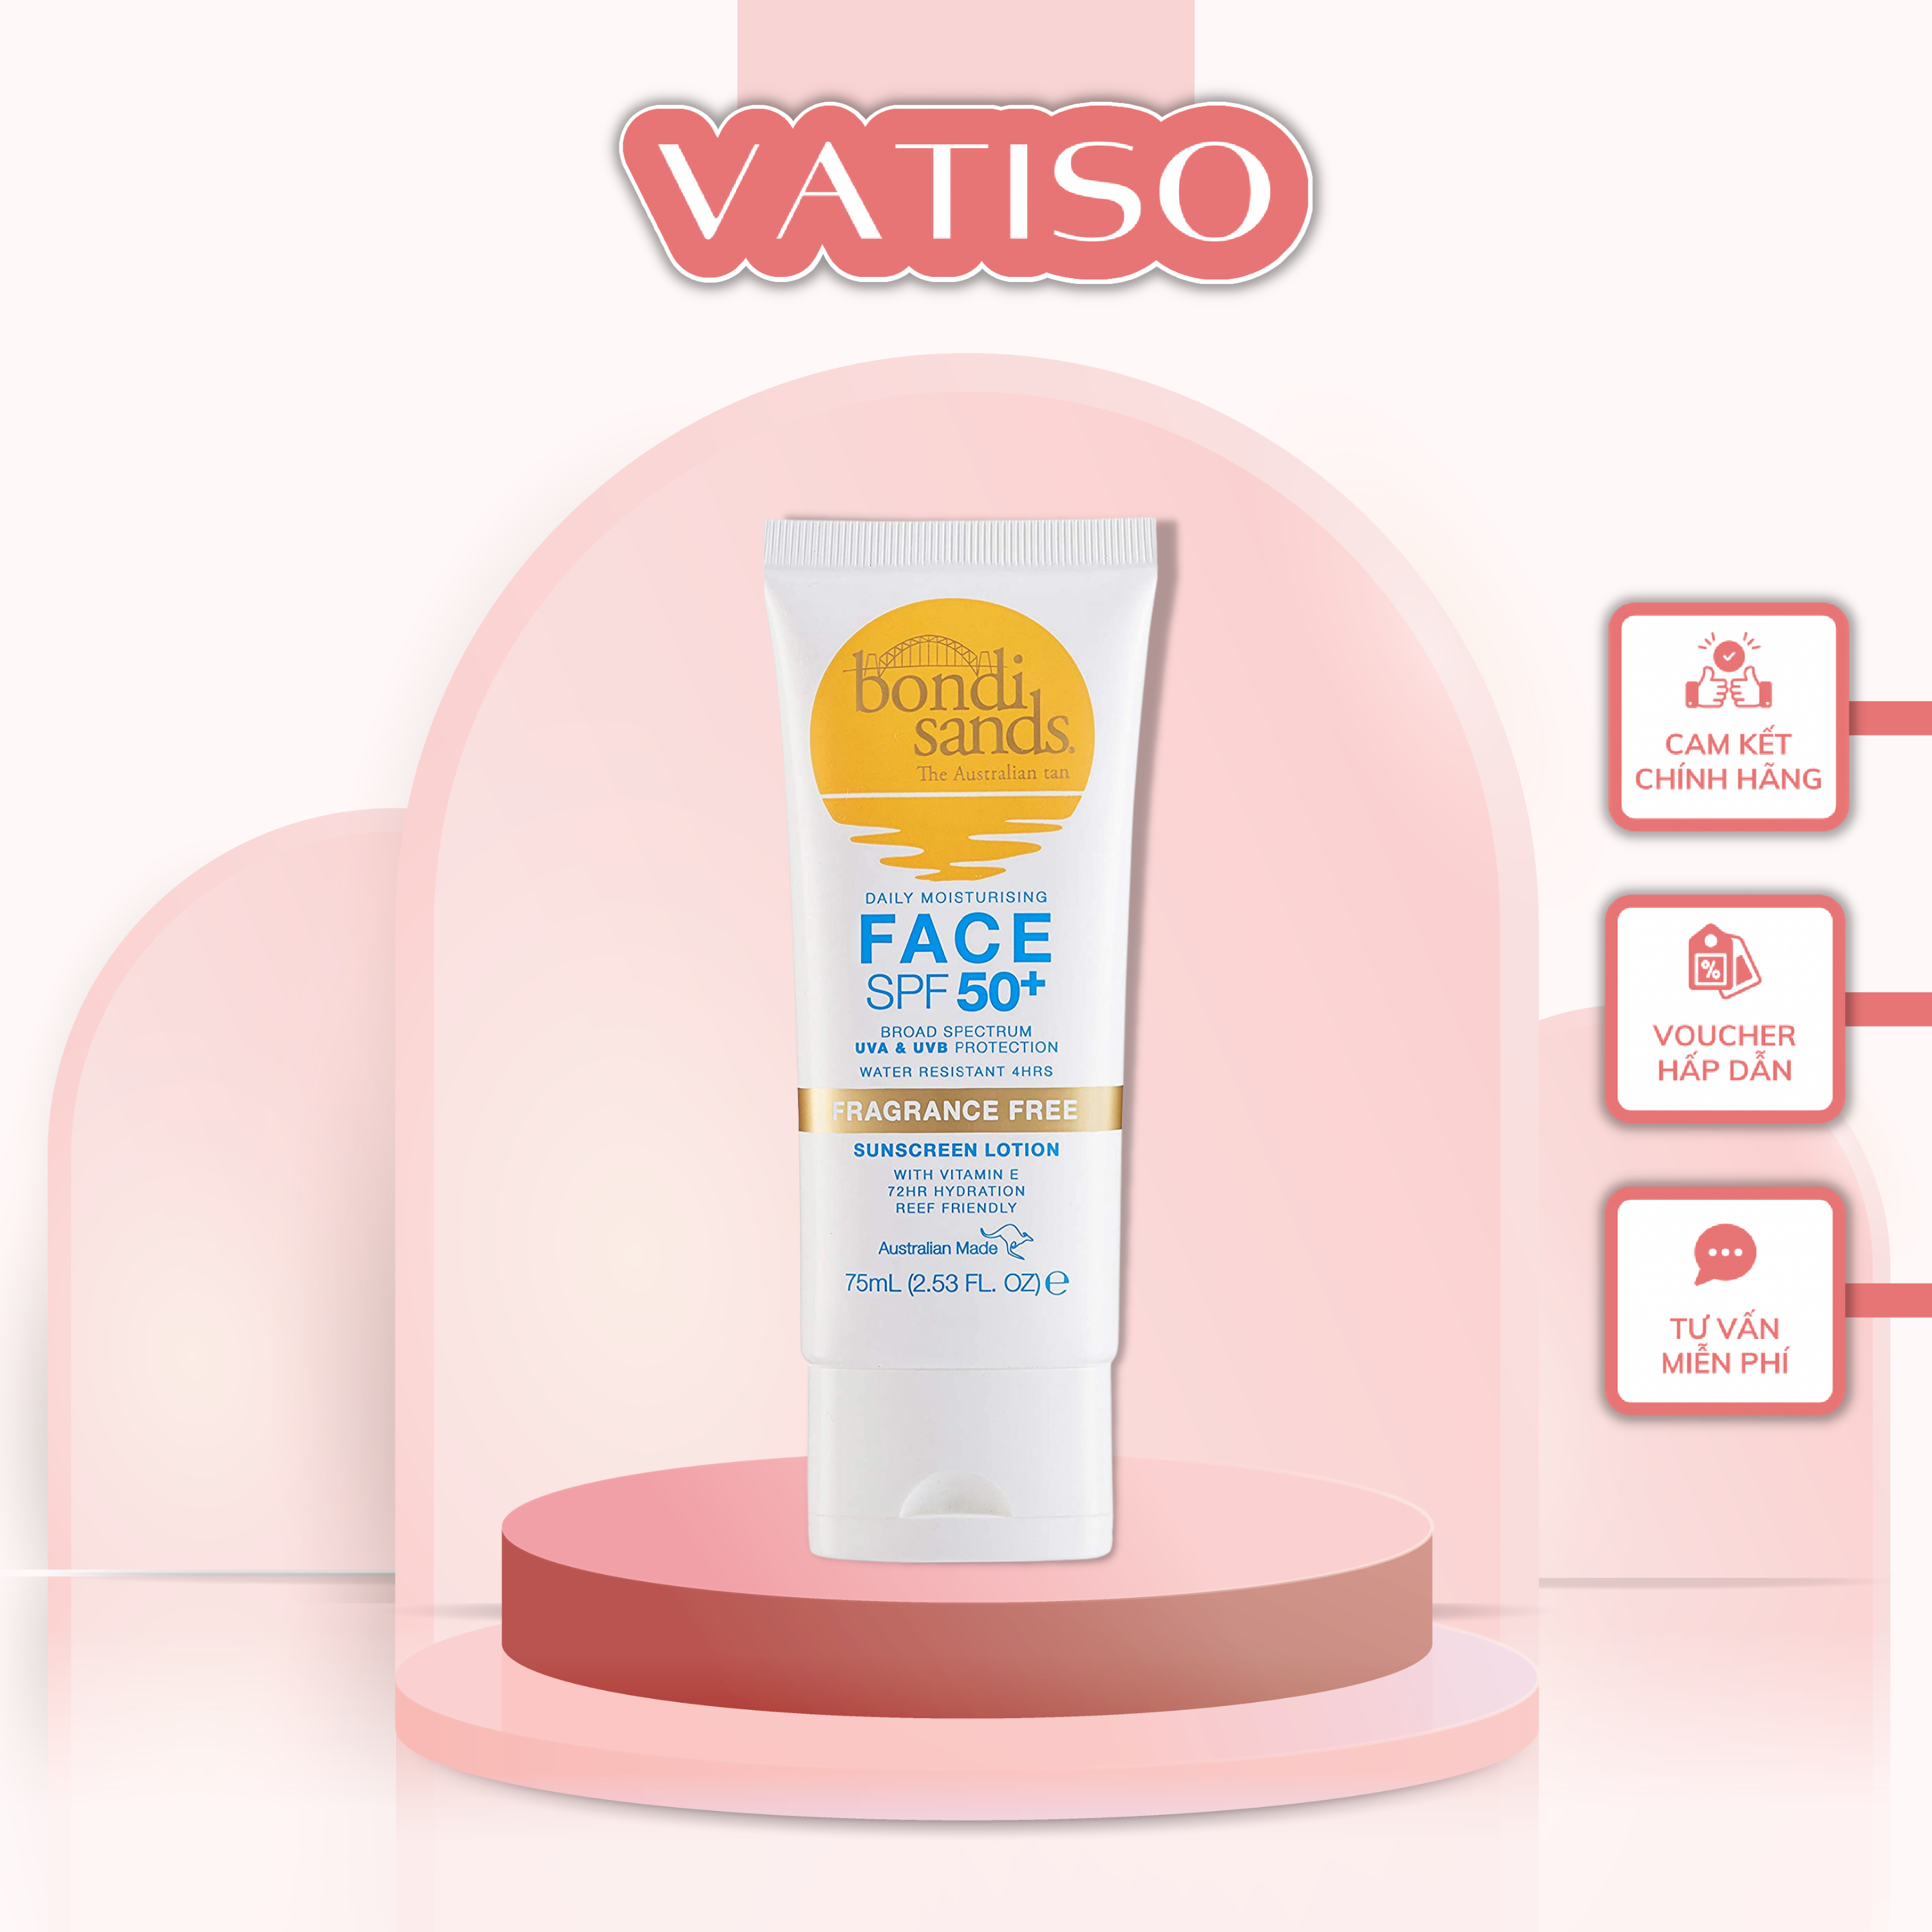 VATISO
bondi
sands.
The Australian tan
DAILY MOISTURISING
FACE
SPF 50+
BROAD SPECTRUM
UVA & UVB PROTECTION
WATER RESISTANT 4HRS
FRAGRANCE FREE
SUNSCREEN LOTION
WITH VITAMIN E
72HR HYDRATION
REEF FRIENDLY
Australian Made
75mL (2.53 FL. OZ) ℮
CAM KẾT
CHÍNH HÃNG
%
VOUCHER
HẤP DẪN
TƯ VẤN
MIỄN PHÍ